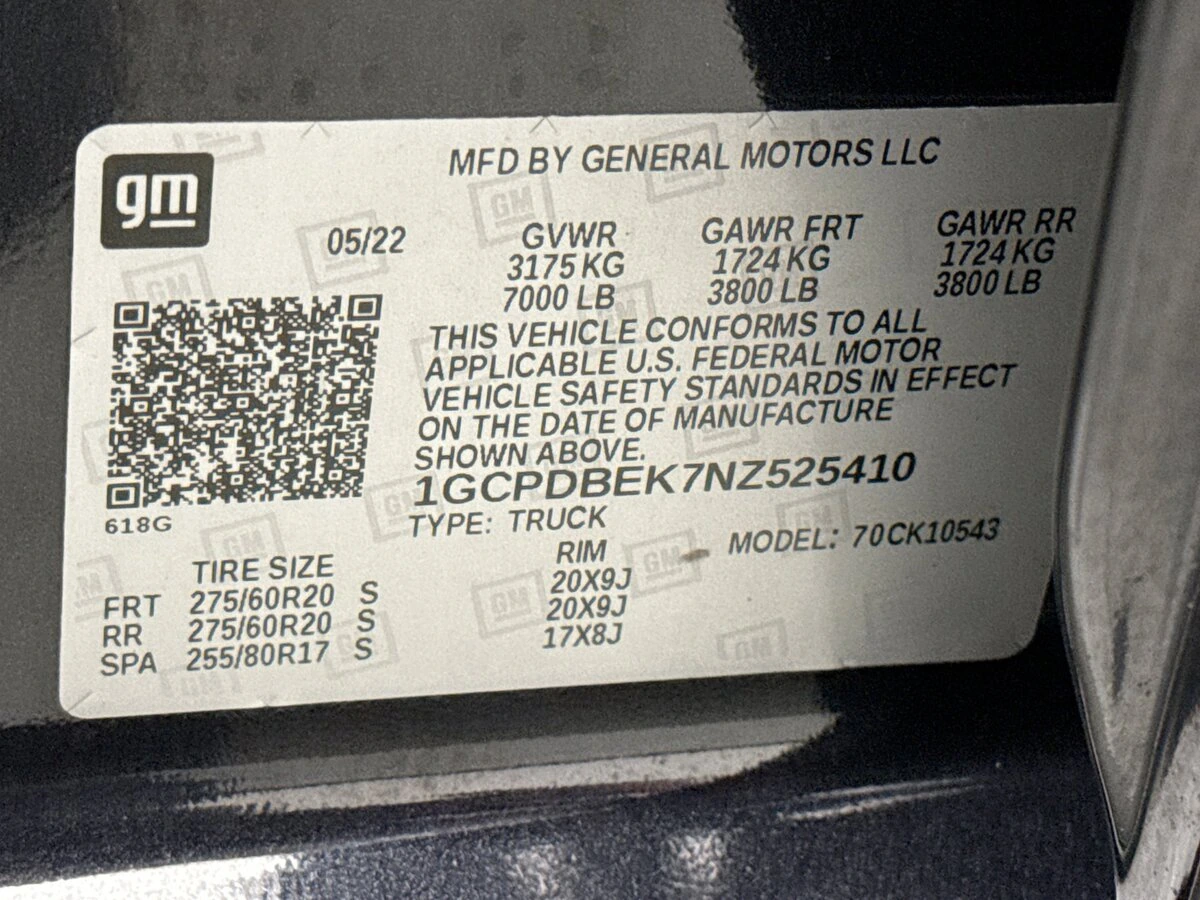 gm
MFD BY GENERAL MOTORS LLC
05/22
GVWR GAWR FRT GAWR RR
3175 KG 1724 KG 1724 KG
7000 LB 3800 LB 3800 LB
THIS VEHICLE CONFORMS TO ALL
APPLICABLE U.S. FEDERAL MOTOR
VEHICLE SAFETY STANDARDS IN EFFECT
ON THE DATE OF MANUFACTURE
SHOWN ABOVE.
1GCPDBEK7NZ525410
618G
TYPE: TRUCK MODEL: 70CK10543
TIRE SIZE RIM
FRT 275/60R20 S 20X9J
RR 275/60R20 S 20X9J
SPA 255/80R17 S 17X8J